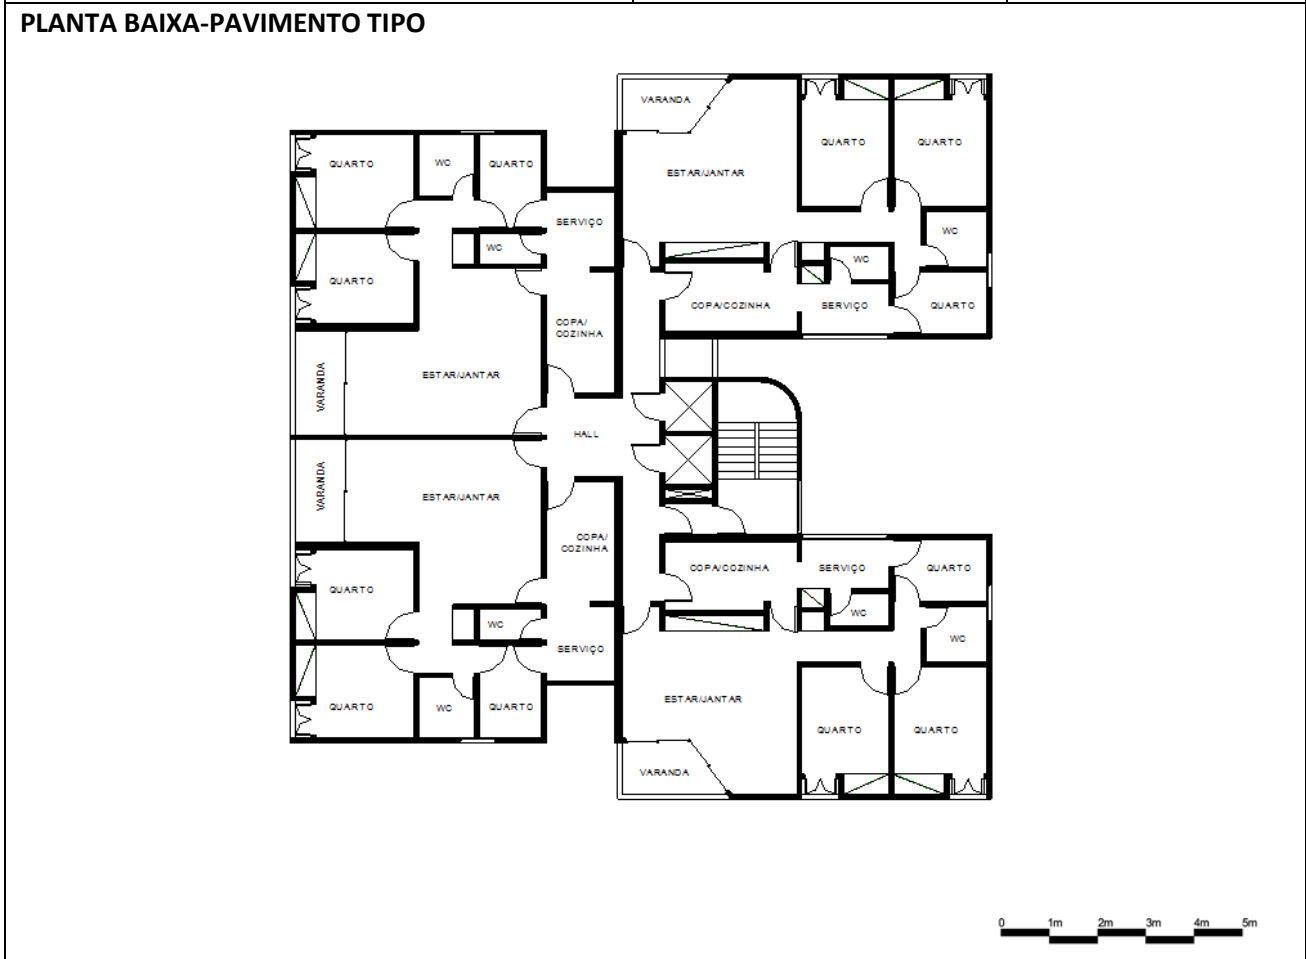 PLANTA BAIXA-PAVIMENTO TIPO
VARANDA
QUARTO
QUARTO
ESTAR/JANTAR
QUARTO
WC
QUARTO
SERVIÇO
WC
WC
WC
QUARTO
COPA/COZINHA
SERVIÇO
QUARTO
COPA/
COZINHA
ESTAR/JANTAR
VARANDA
HALL
VARANDA
ESTAR/JANTAR
COPA/
COZINHA
COPA/COZINHA
SERVIÇO
QUARTO
QUARTO
WC
WC
WC
SERVIÇO
QUARTO
WC
QUARTO
ESTAR/JANTAR
QUARTO
QUARTO
VARANDA
0 1m 2m 3m 4m 5m